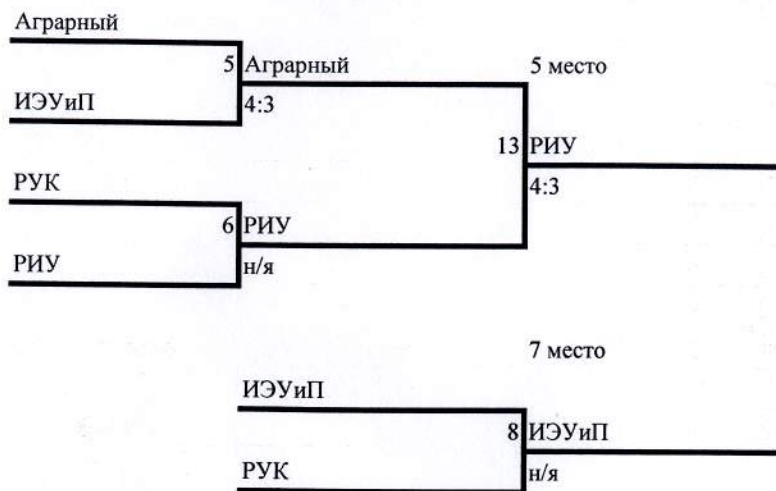 Аграрный
5 Аграрный
5 место
ИЭУиП
4:3
13 РИУ
РУК
4:3
6 РИУ
РИУ
н/я
7 место
ИЭУиП
8 ИЭУиП
РУК
н/я